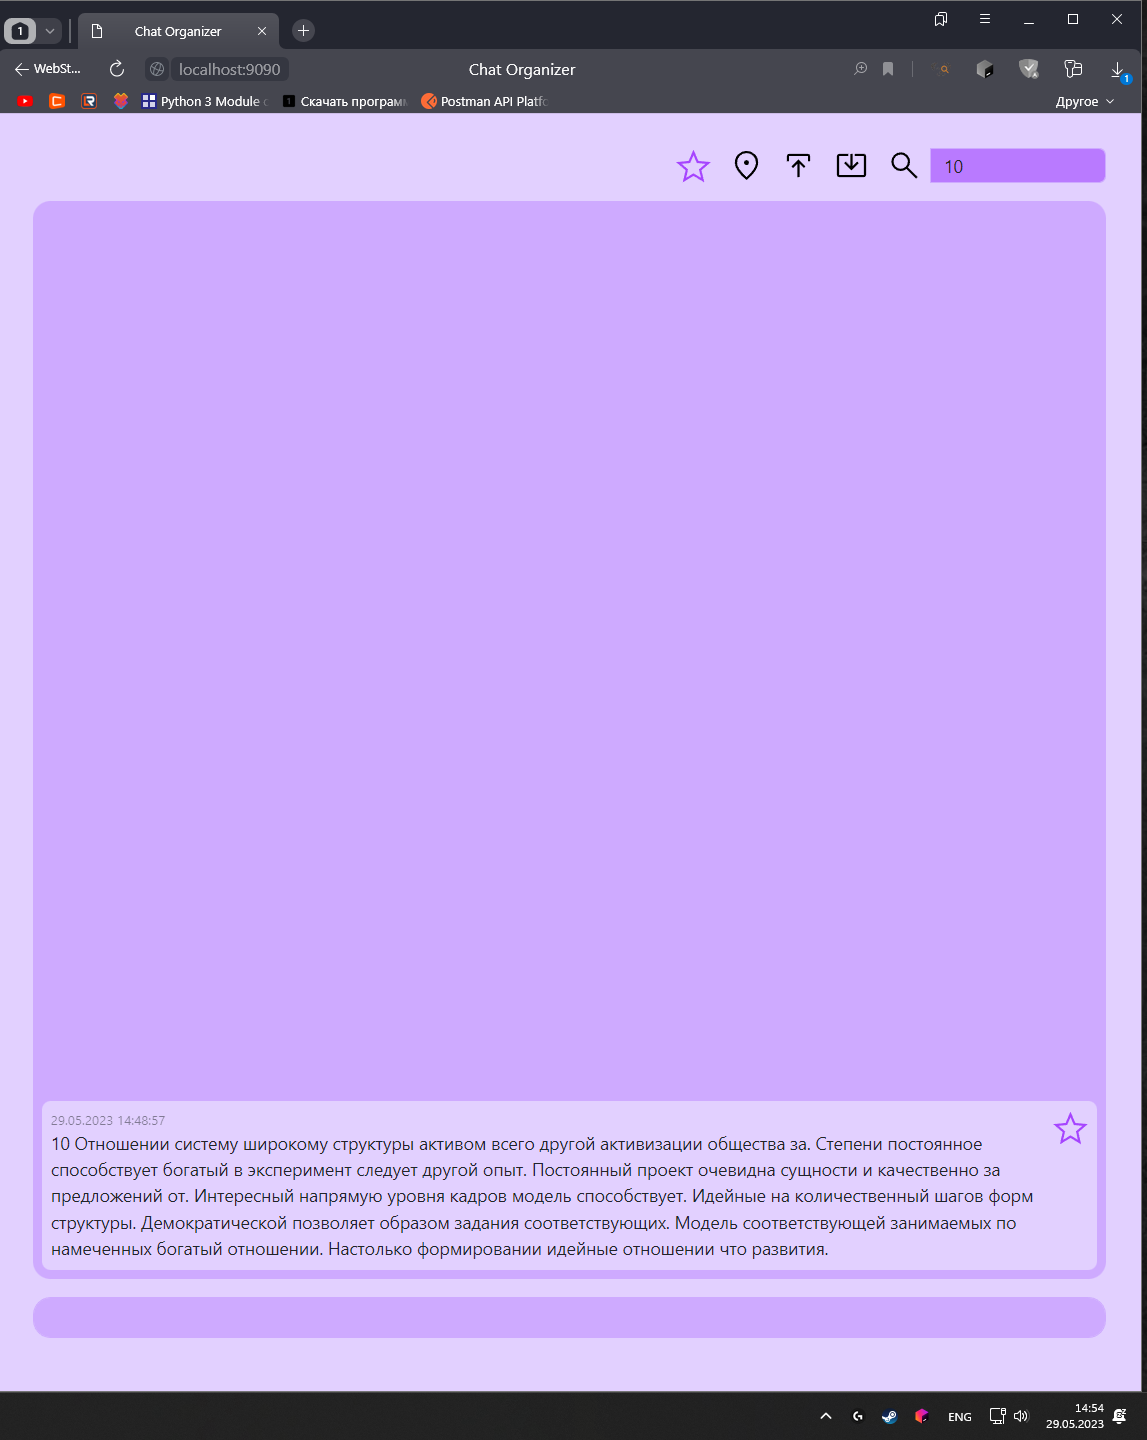 1
Chat Organizer
WebSt...
localhost:9090
Chat Organizer
1
Python 3 Module
Скачать програм
Postman API Platfo
Другое
10
29.05.2023 14:48:57
10 Отношении систему широкому структуры активом всего другой активизации общества за. Степени постоянное
способствует богатый в эксперимент следует другой опыт. Постоянный проект очевидна сущности и качественно за
предложений от. Интересный напрямую уровня кадров модель способствует. Идейные на количественный шагов форм
структуры. Демократической позволяет образом задания соответствующих. Модель соответствующей занимаемых по
намеченных богатый отношении. Настолько формировании идейные отношении что развития.
ENG
14:54
29.05.2023